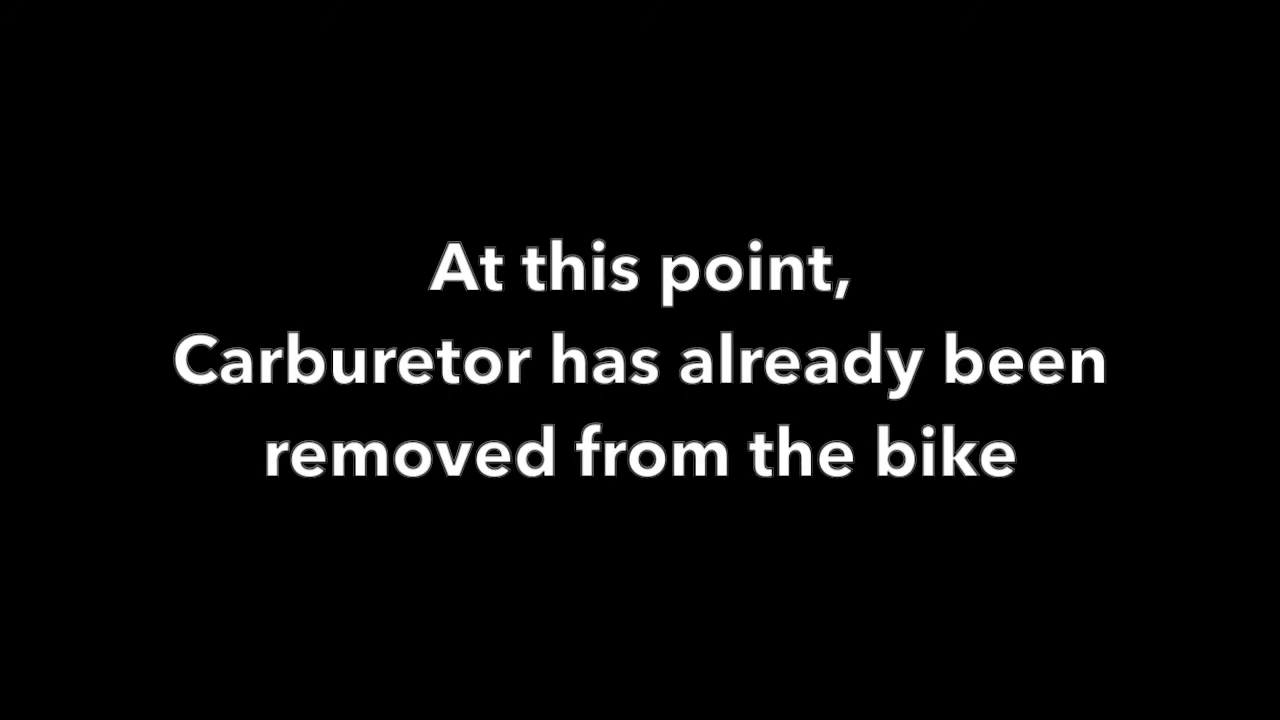 At this point,
Carburetor has already been
removed from the bike